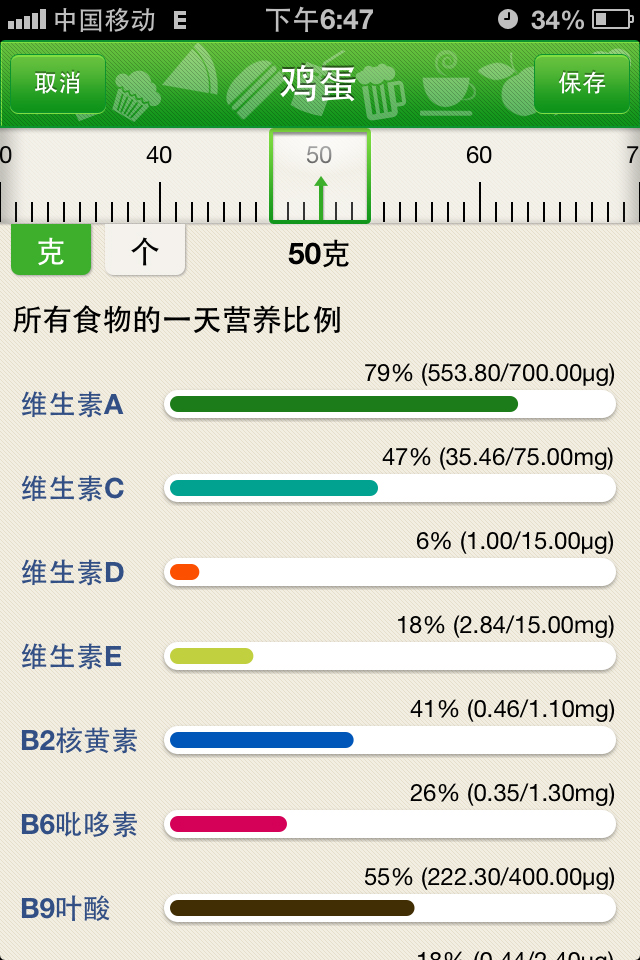 中国移动 E 下午6:47 34%
取消 鸡蛋 保存
0 40 50 60 7
克 个 50克
所有食物的一天营养比例
79% (553.80/700.00μg)
维生素A
47% (35.46/75.00mg)
维生素C
6% (1.00/15.00μg)
维生素D
18% (2.84/15.00mg)
维生素E
41% (0.46/1.10mg)
B2核黄素
26% (0.35/1.30mg)
B6吡哆素
55% (222.30/400.00μg)
B9叶酸
18% (0.44/2.40μg)